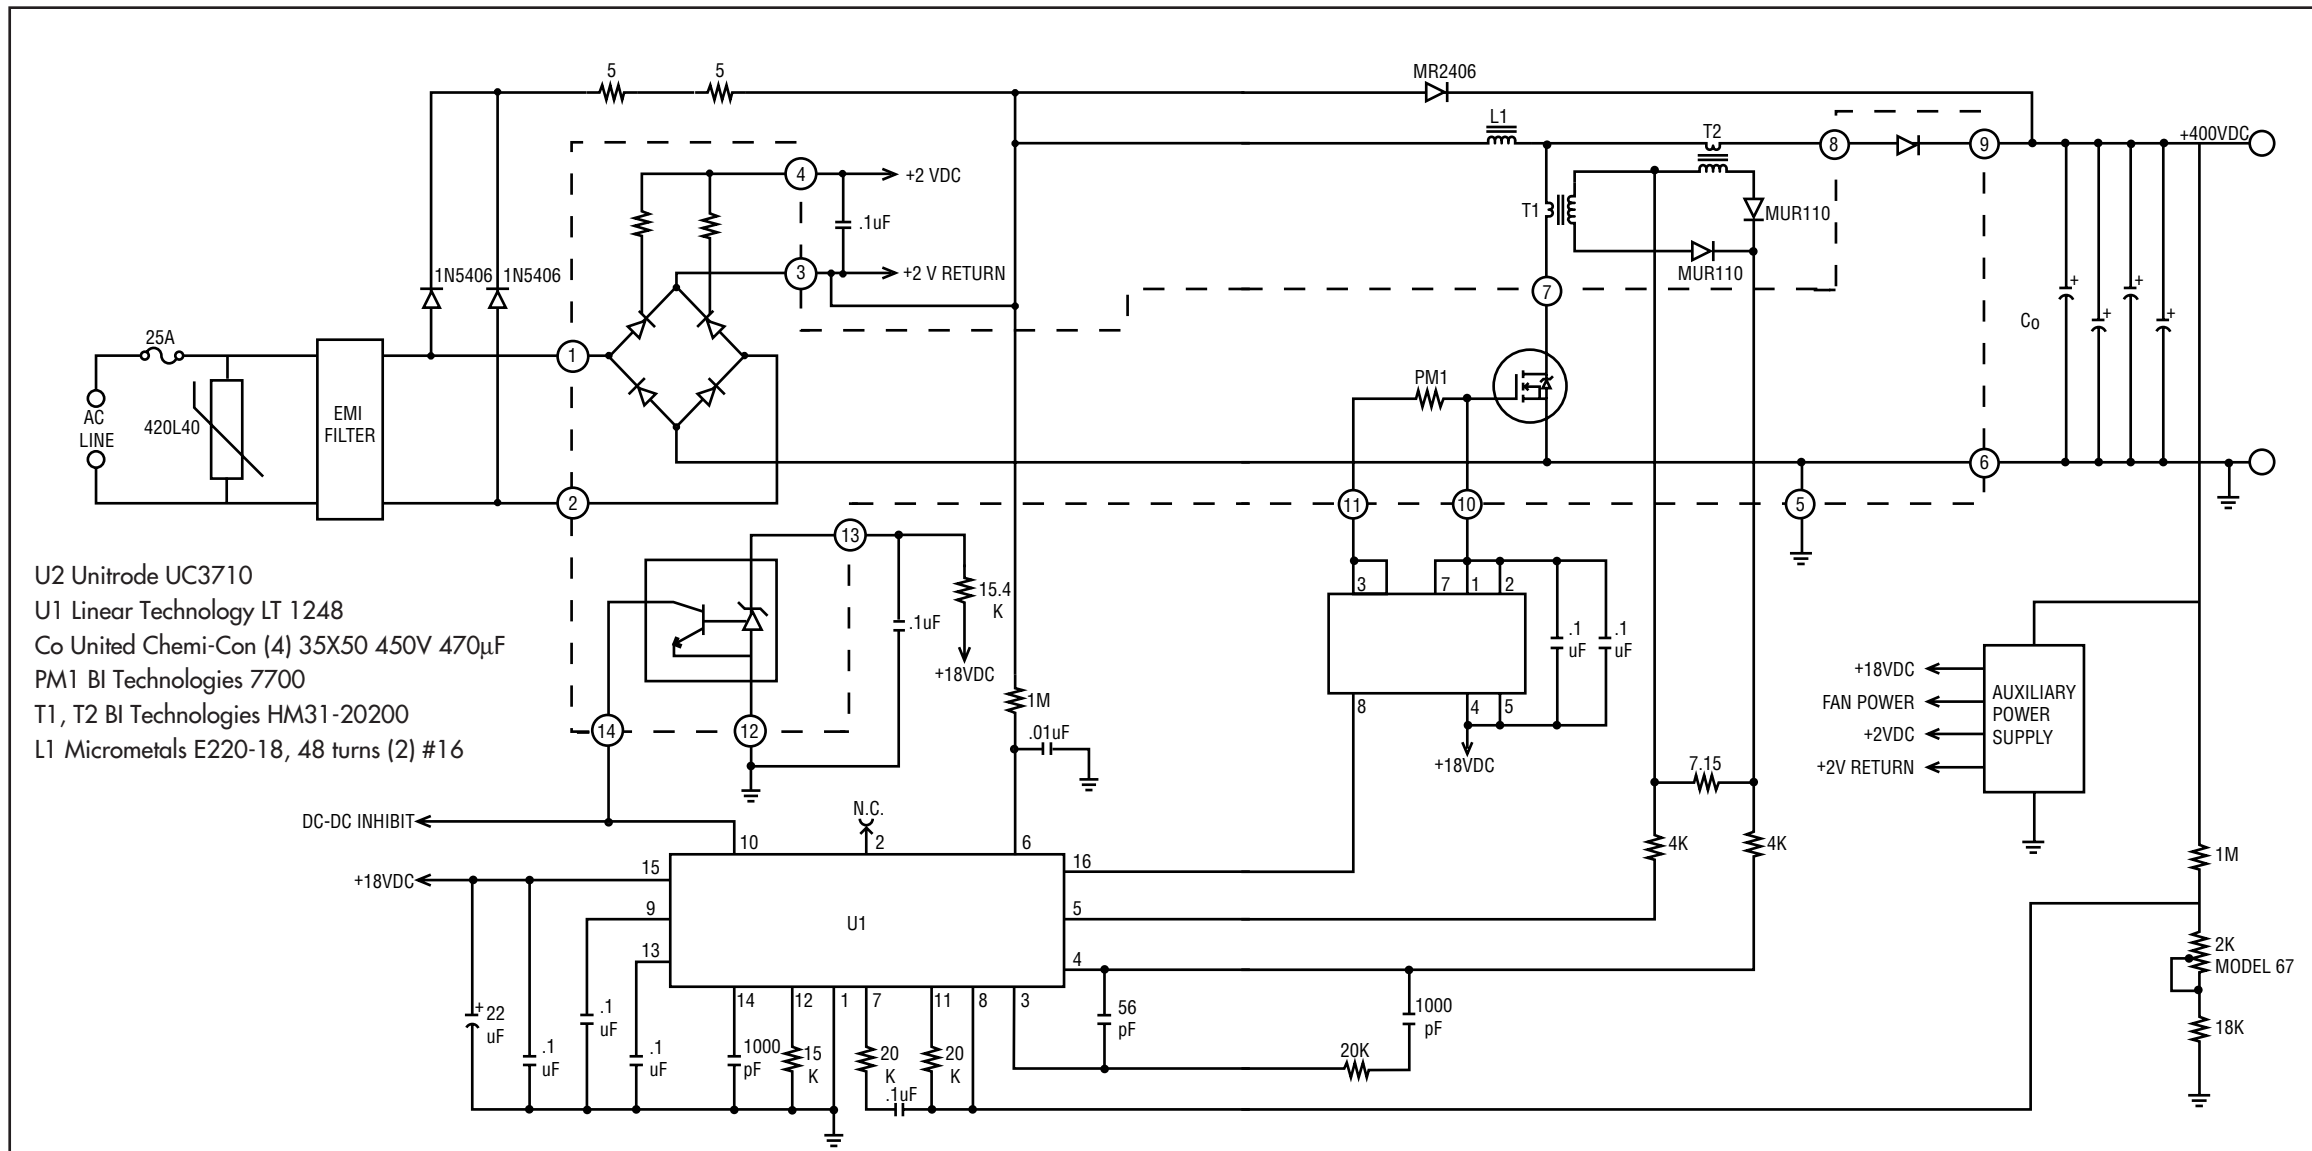 5
5
MR2406
L1
T2
8
9
+400VDC
4
+2 VDC
.1uF
T1
MUR110
3
+2 V RETURN
MUR110
1N5406
1N5406
7
25A
Co
+
+
+
+
1
AC
LINE
420L40
EMI
FILTER
PM1
6
2
11
10
5
13
15.4
K
.1uF
+18VDC
U2 Unitrode UC3710
U1 Linear Technology LT 1248
Co United Chemi-Con (4) 35X50 450V 470μF
PM1 BI Technologies 7700
T1, T2 BI Technologies HM31-20200
L1 Micrometals E220-18, 48 turns (2) #16
3
7
1
2
.1
uF
.1
uF
8
4
5
+18VDC
1M
.01uF
14
12
+18VDC
FAN POWER
+2VDC
+2V RETURN
AUXILIARY
POWER
SUPPLY
7.15
4K
4K
DC-DC INHIBIT
N.C.
10
2
6
+18VDC
15
16
9
U1
5
13
4
1M
2K
MODEL 67
18K
14
12
1
7
11
8
3
+
22
uF
.1
uF
.1
uF
.1
uF
1000
pF
15
K
20
K
20
K
.1uF
56
pF
1000
pF
20K